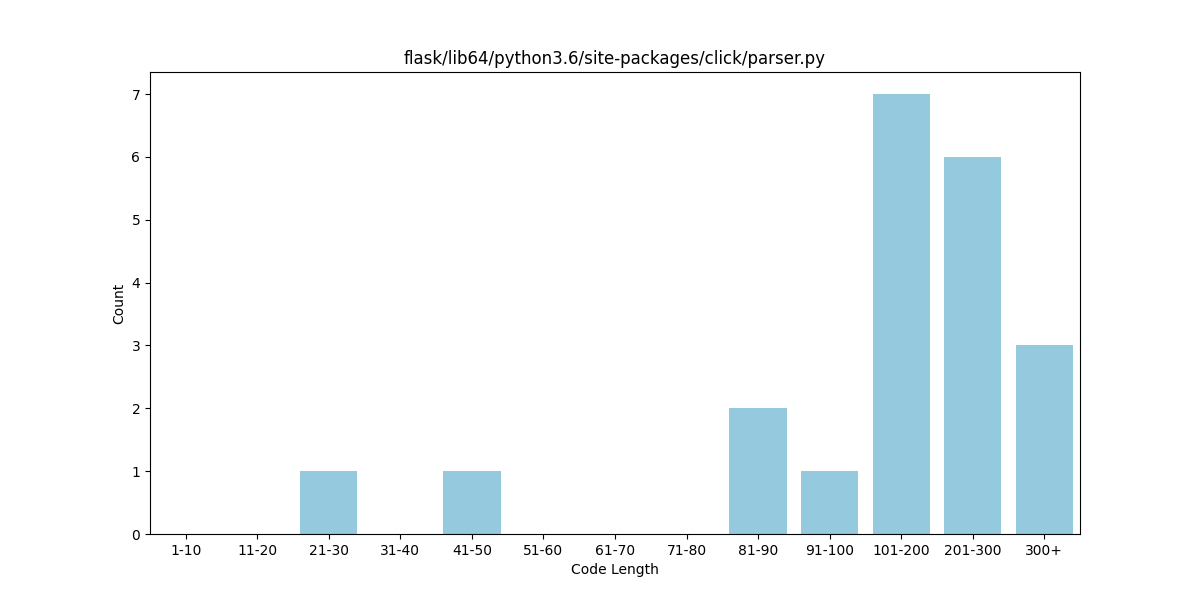 flask/lib64/python3.6/site-packages/click/parser.py
Count
7
6
5
4
3
2
1
0
1-10 11-20 21-30 31-40 41-50 51-60 61-70 71-80 81-90 91-100 101-200 201-300 300+
Code Length